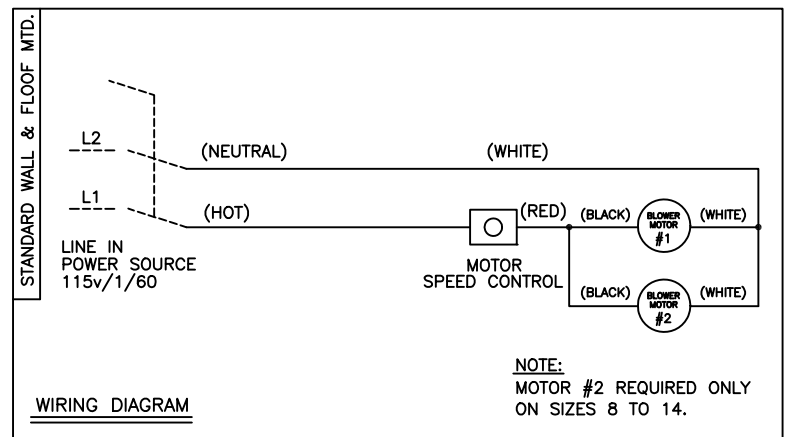 STANDARD WALL & FLOOF MTD.
L2
(NEUTRAL)
(WHITE)
L1
(HOT)
(RED)
(BLACK)
BLOWER
MOTOR
#1
(WHITE)
LINE IN
POWER SOURCE
115v/1/60
MOTOR
SPEED CONTROL
(BLACK)
BLOWER
MOTOR
#2
(WHITE)
NOTE:
MOTOR #2 REQUIRED ONLY
ON SIZES 8 TO 14.
WIRING DIAGRAM